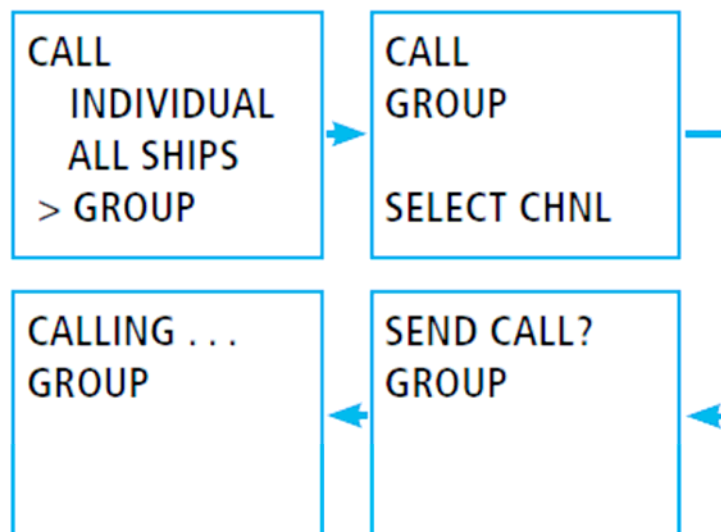 CALL
INDIVIDUAL
ALL SHIPS
> GROUP
CALL
GROUP
SELECT CHNL
SEND CALL?
GROUP
CALLING . . .
GROUP